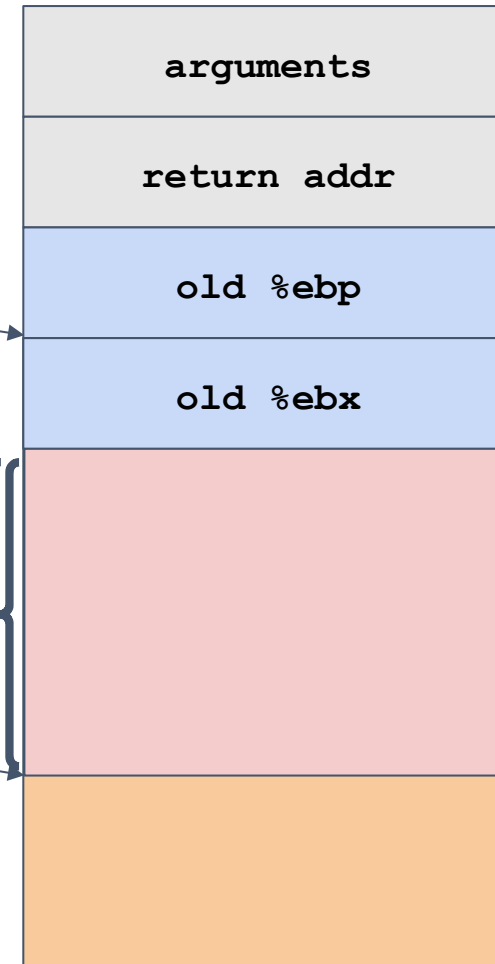 arguments
return addr
old %ebp
old %ebx